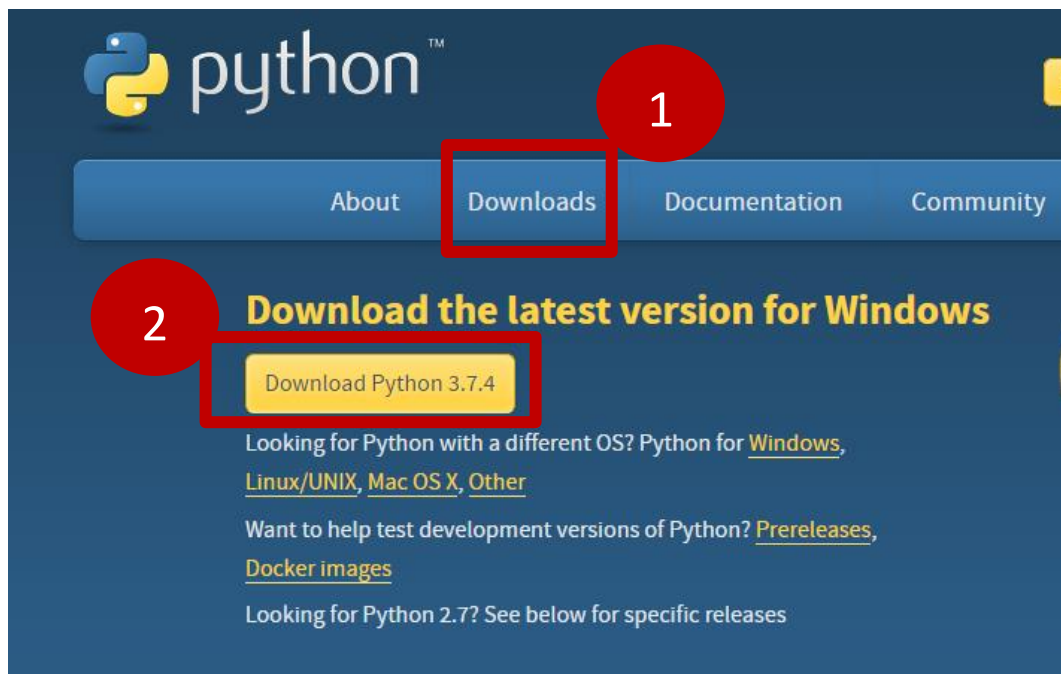 python™
1
About Downloads Documentation Community
2
Download the latest version for Windows
Download Python 3.7.4
Looking for Python with a different OS? Python for Windows,
Linux/UNIX, Mac OS X, Other
Want to help test development versions of Python? Prereleases,
Docker images
Looking for Python 2.7? See below for specific releases